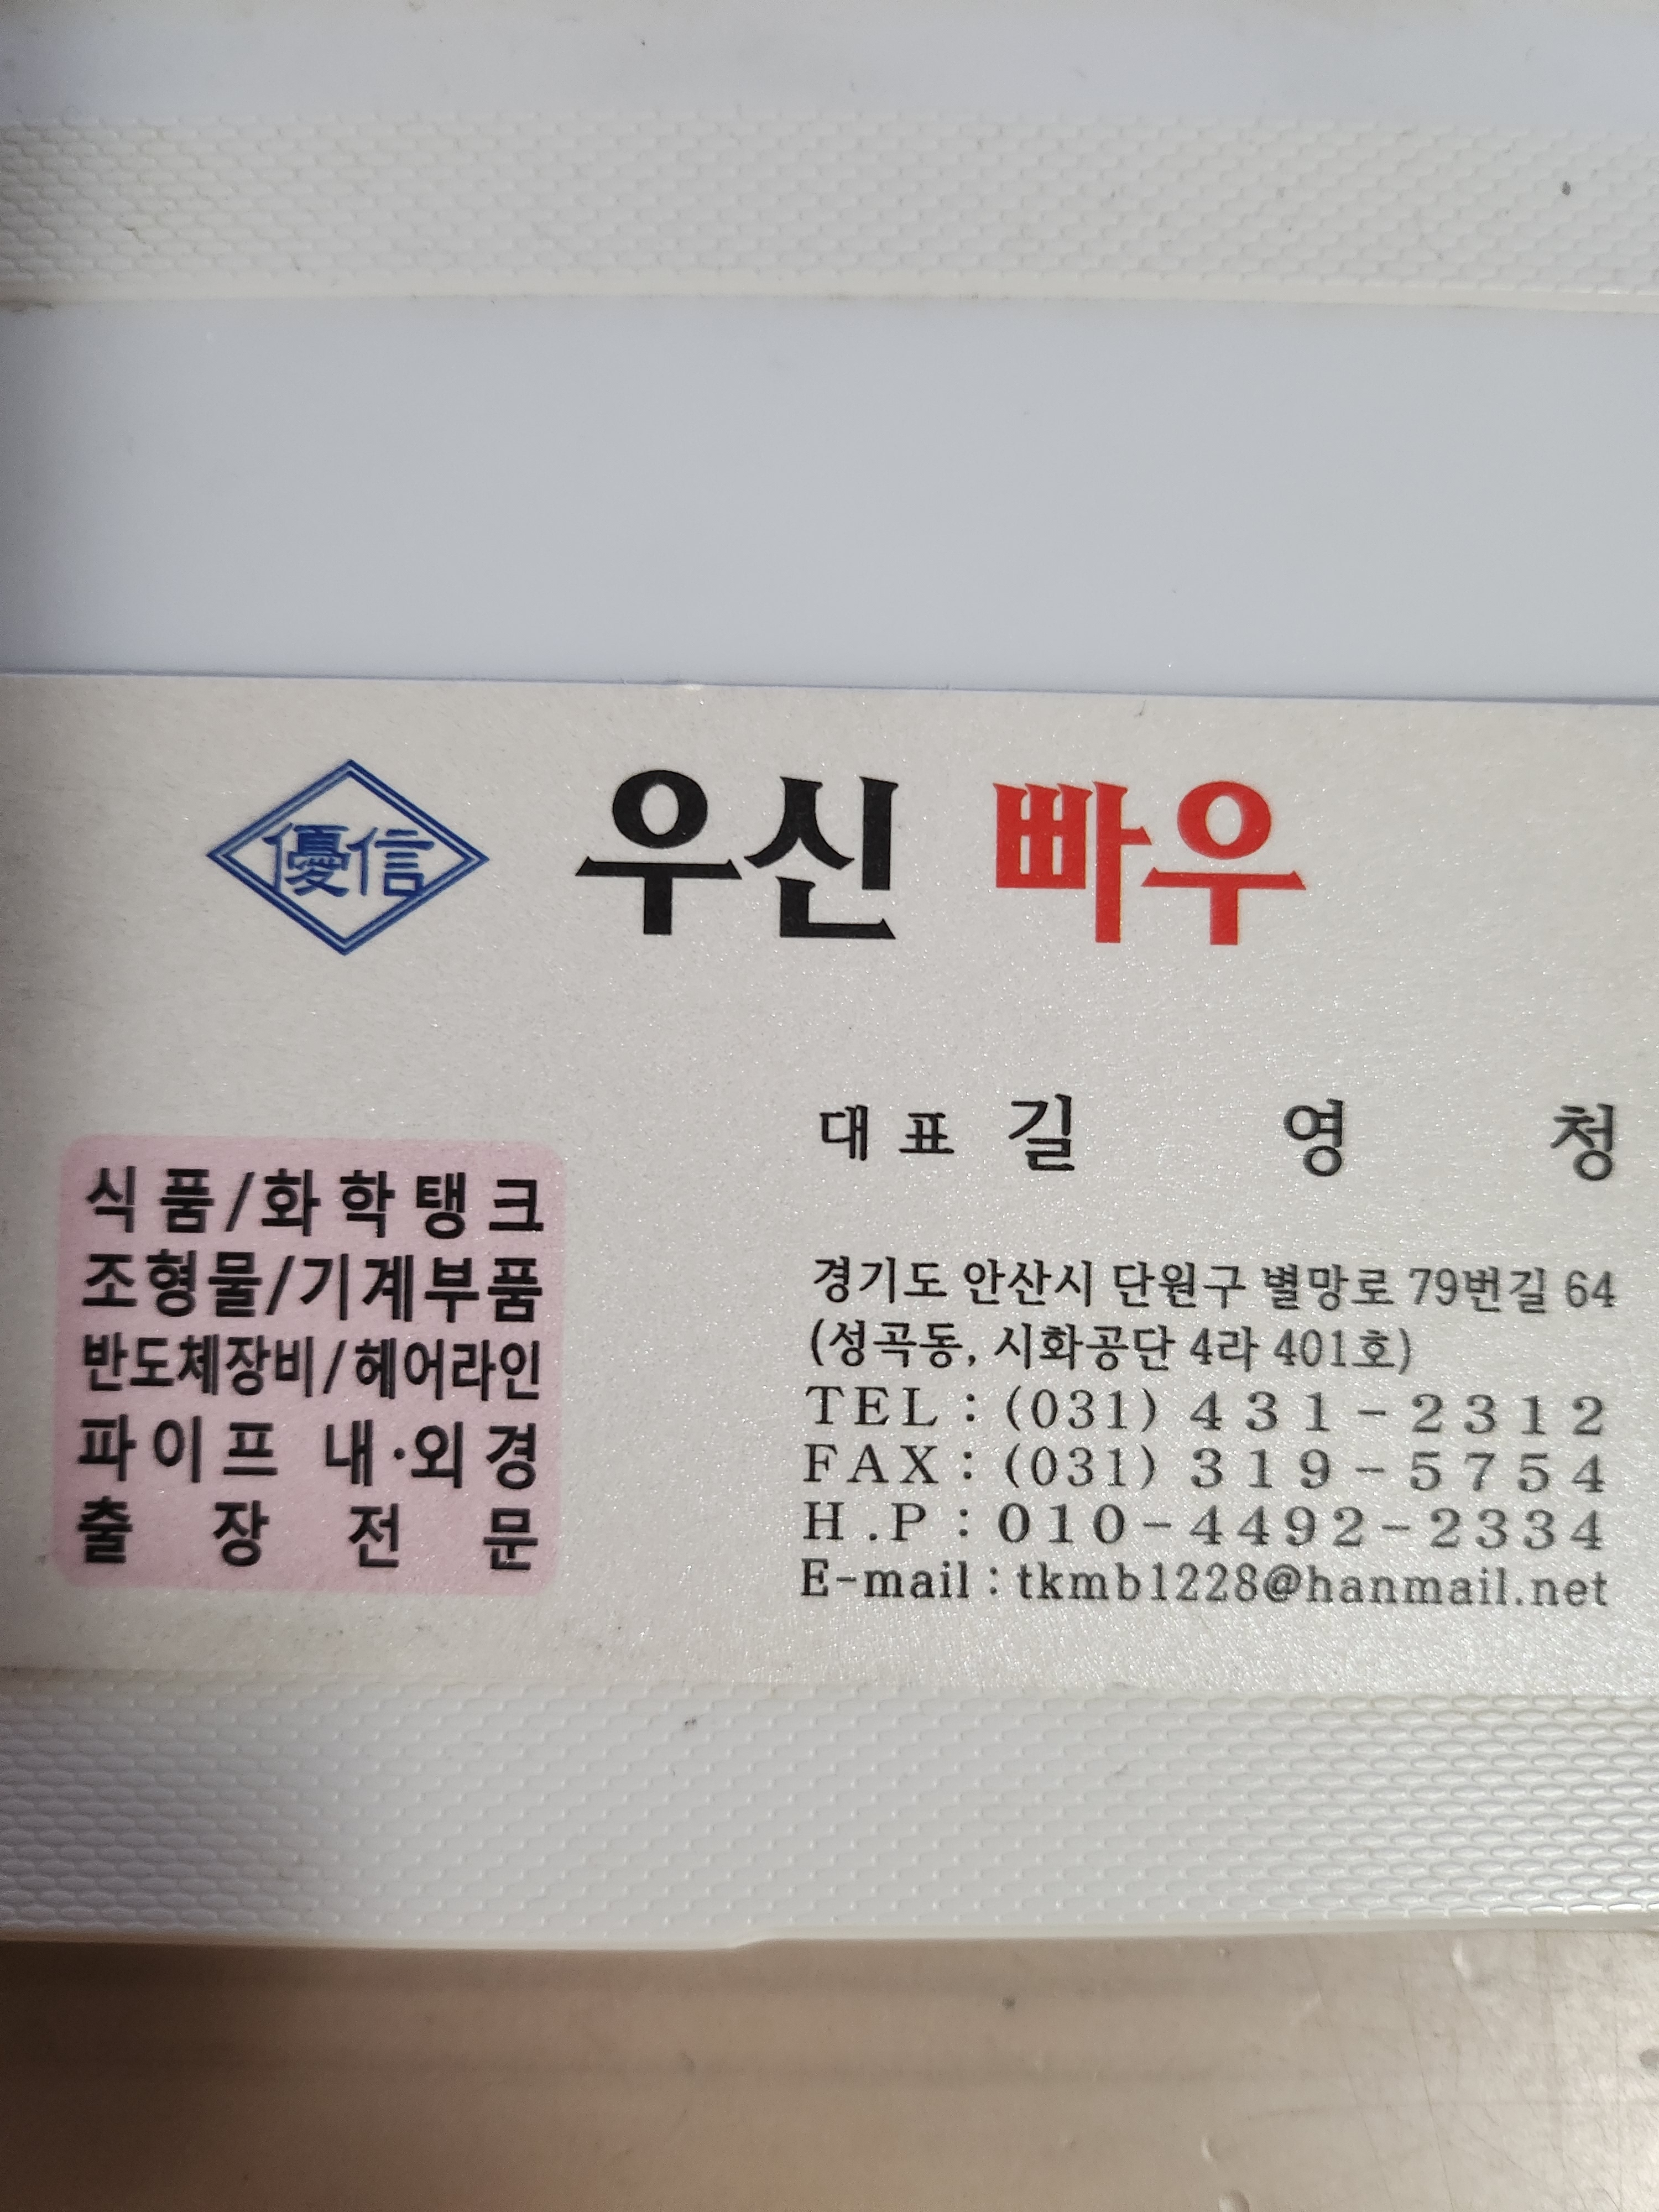 優信
우신 빠우
대표 길 영 청
식품/화학탱크
조형물/기계부품
반도체장비/헤어라인
파이프 내·외경
출장전문
경기도 안산시 단원구 별망로 79번길 64
(성곡동, 시화공단 4라 401호)
TEL : (031) 431-2312
FAX : (031) 319-5754
H.P : 010-4492-2334
E-mail : tkmb1228@hanmail.net